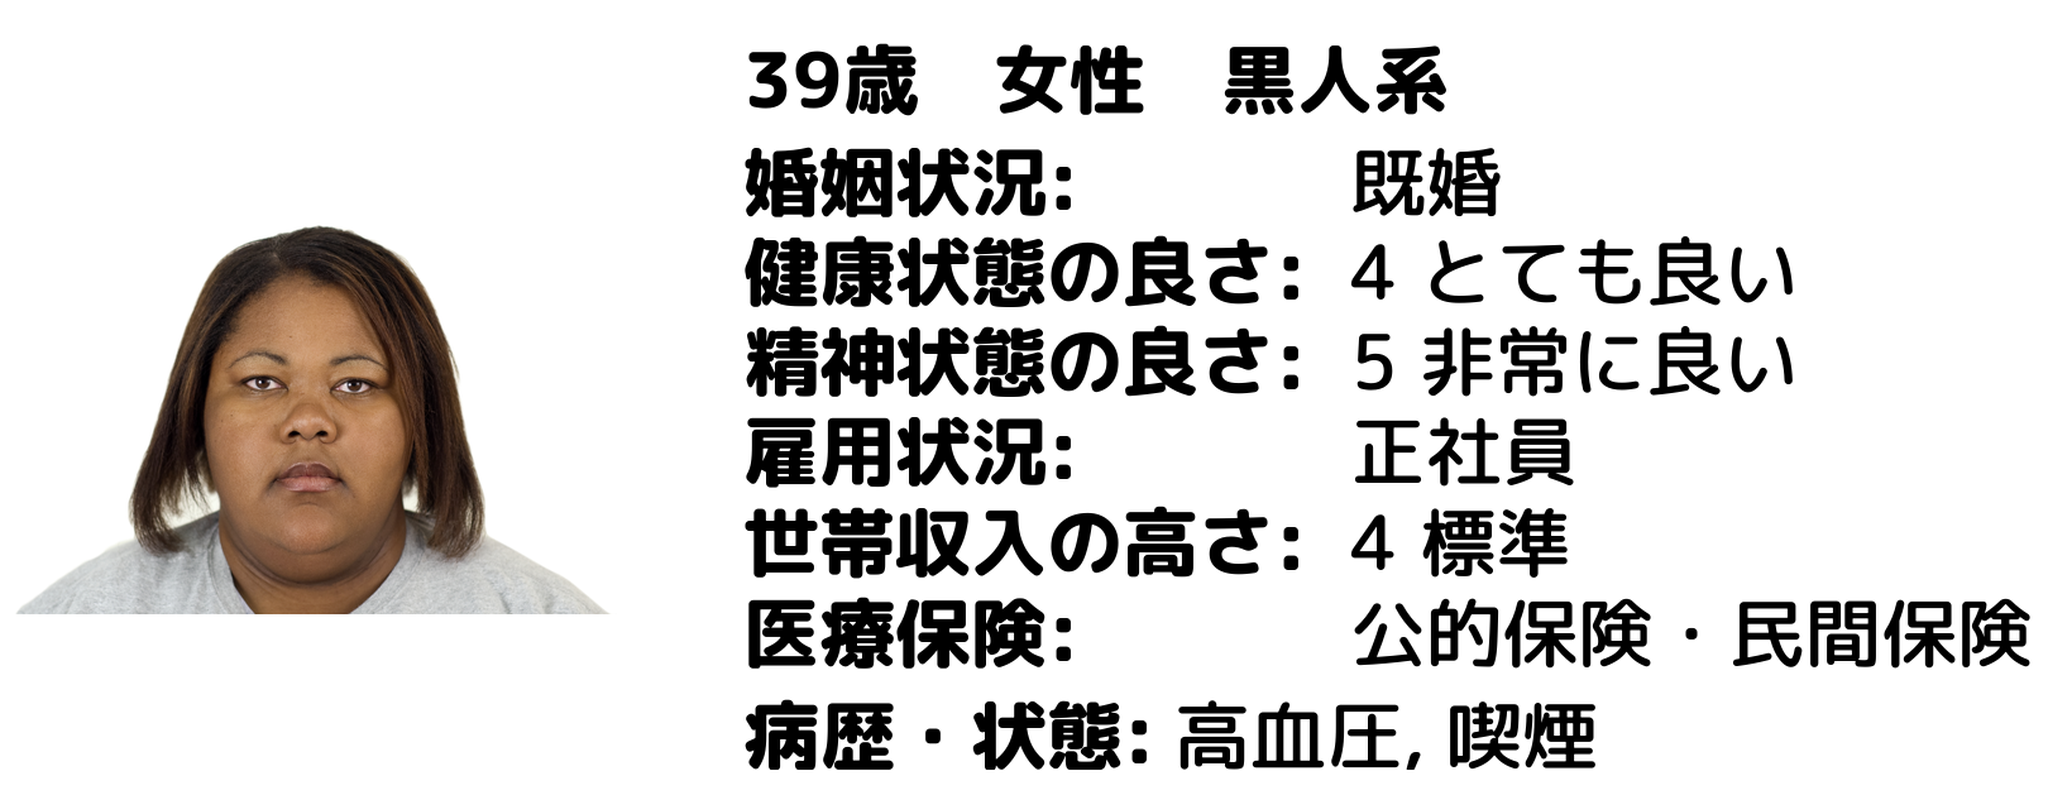 39歳　女性　黒人系
婚姻状況: 既婚
健康状態の良さ: 4 とても良い
精神状態の良さ: 5 非常に良い
雇用状況: 正社員
世帯収入の高さ: 4 標準
医療保険: 公的保険・民間保険
病歴・状態: 高血圧, 喫煙